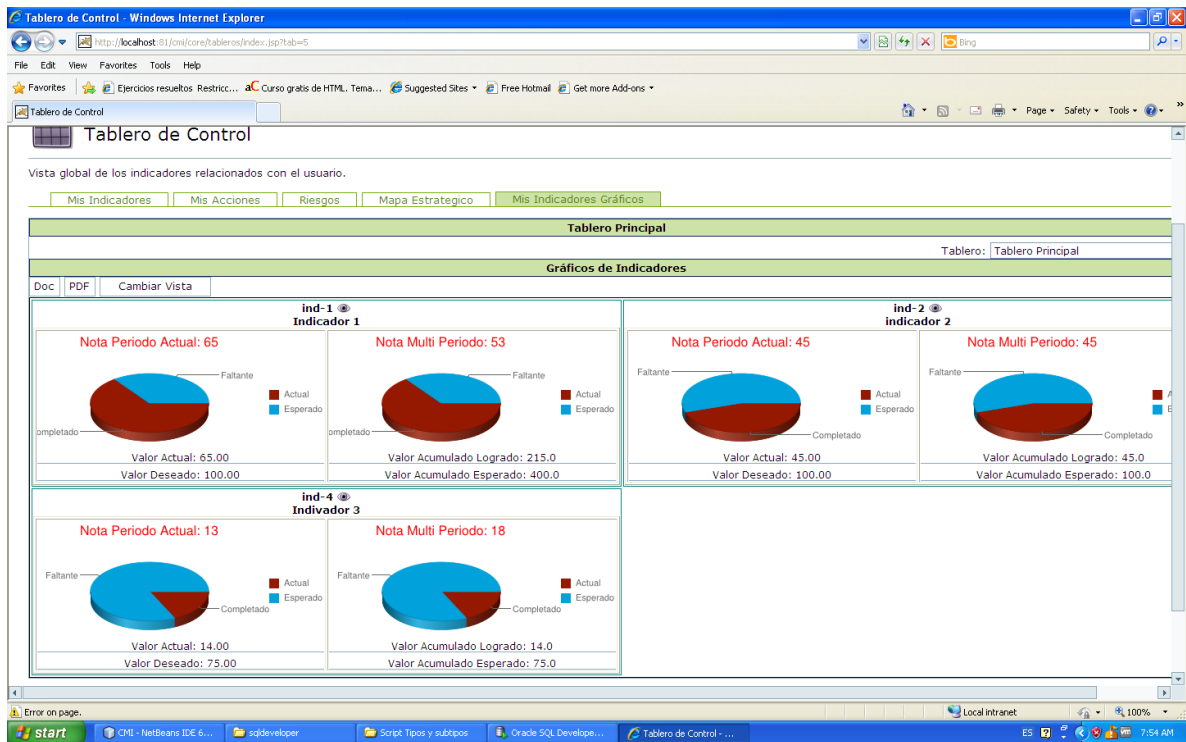 Tablero de Control - Windows Internet Explorer
http://localhost:81/cmi/core/tableros/index.jsp?tab=5
Bing
File Edit View Favorites Tools Help
Favorites Ejercicios resueltos Restricc... aC Curso gratis de HTML. Tema... Suggested Sites Free Hotmail Get more Add-ons
Tablero de Control
Page Safety Tools
Tablero de Control
Vista global de los indicadores relacionados con el usuario.
Mis Indicadores Mis Acciones Riesgos Mapa Estrategico Mis Indicadores Gráficos
Tablero Principal
Tablero: Tablero Principal
Gráficos de Indicadores
Doc PDF Cambiar Vista
ind-1
Indicador 1
Nota Periodo Actual: 65
Faltante
Actual
Esperado
ompletado
Valor Actual: 65.00
Valor Deseado: 100.00
Nota Multi Periodo: 53
Faltante
Actual
Esperado
ompletado
Valor Acumulado Logrado: 215.0
Valor Acumulado Esperado: 400.0
ind-2
indicador 2
Nota Periodo Actual: 45
Faltante
Actual
Esperado
Completado
Valor Actual: 45.00
Valor Deseado: 100.00
Nota Multi Periodo: 45
Faltante
A
E
Completado
Valor Acumulado Logrado: 45.0
Valor Acumulado Esperado: 100.0
ind-4
Indivador 3
Nota Periodo Actual: 13
Faltante
Actual
Esperado
Completado
Valor Actual: 14.00
Valor Deseado: 75.00
Nota Multi Periodo: 18
Faltante
Actual
Esperado
Completado
Valor Acumulado Logrado: 14.0
Valor Acumulado Esperado: 75.0
Error on page.
Local intranet
100%
start
CMI - NetBeans IDE 6...
sqldeveloper
Script Tipos y subtipos
Oracle SQL Develope...
Tablero de Control - ...
ES
7:54 AM